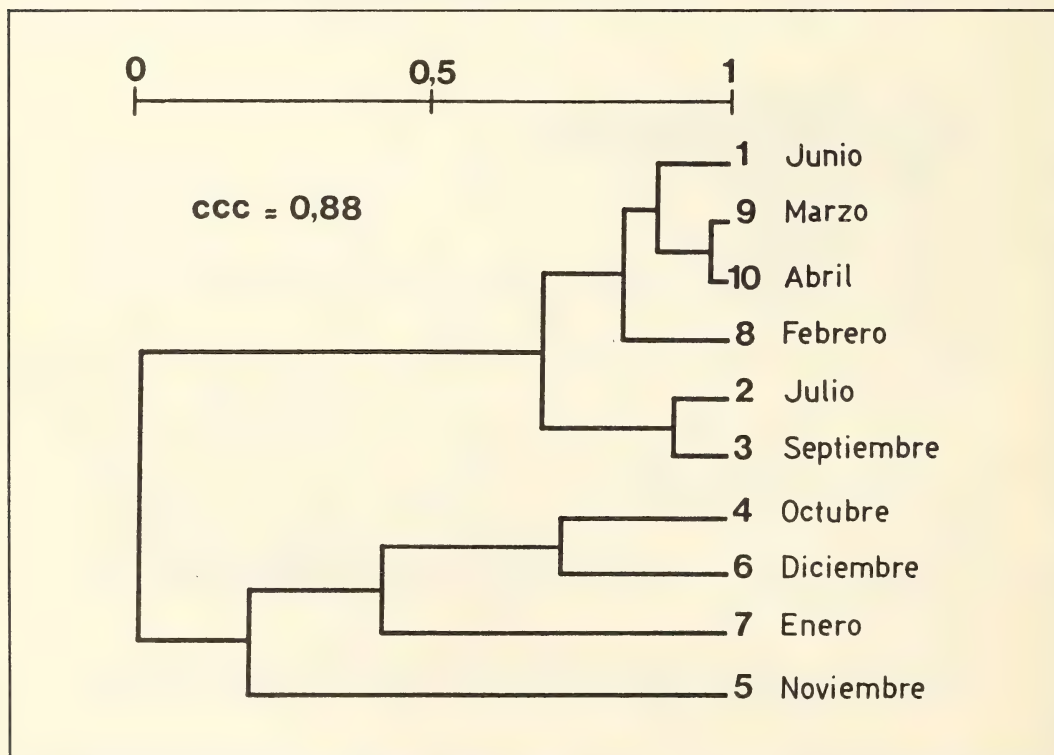 0 0,5 1
ccc = 0,88
1 Junio
9 Marzo
10 Abril
8 Febrero
2 Julio
3 Septiembre
4 Octubre
6 Diciembre
7 Enero
5 Noviembre